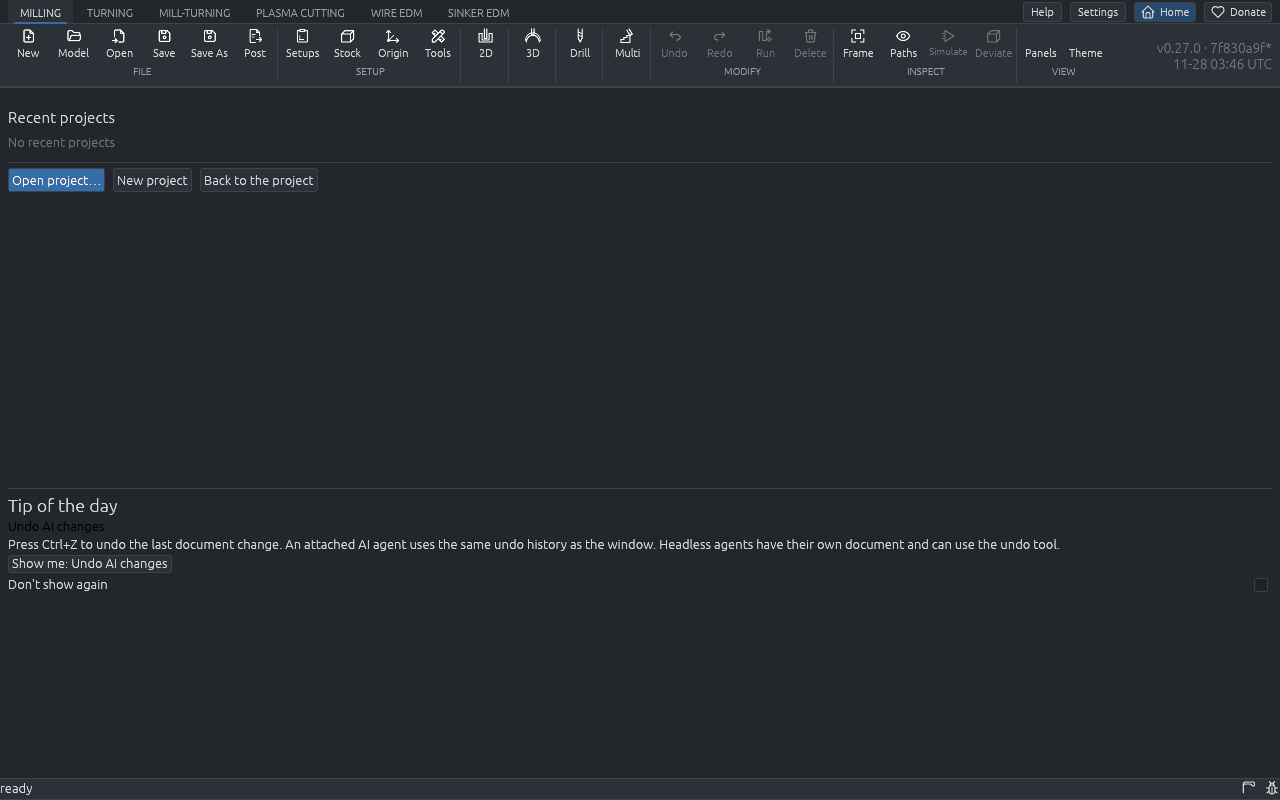 MILLING TURNING MILL-TURNING PLASMA CUTTING WIRE EDM SINKER EDM Help Settings Home Donate
New Model Open Save Save As Post Setups Stock Origin Tools 2D 3D Drill Multi Undo Redo Run Delete Frame Paths Simulate Deviate Panels Theme
FILE SETUP MODIFY INSPECT VIEW
v0.27.0 · 7f830a9f*
11-28 03:46 UTC
Recent projects
No recent projects
Open project... New project Back to the project
Tip of the day
Undo AI changes
Press Ctrl+Z to undo the last document change. An attached AI agent uses the same undo history as the window. Headless agents have their own document and can use the undo tool.
Show me: Undo AI changes
Don't show again
ready